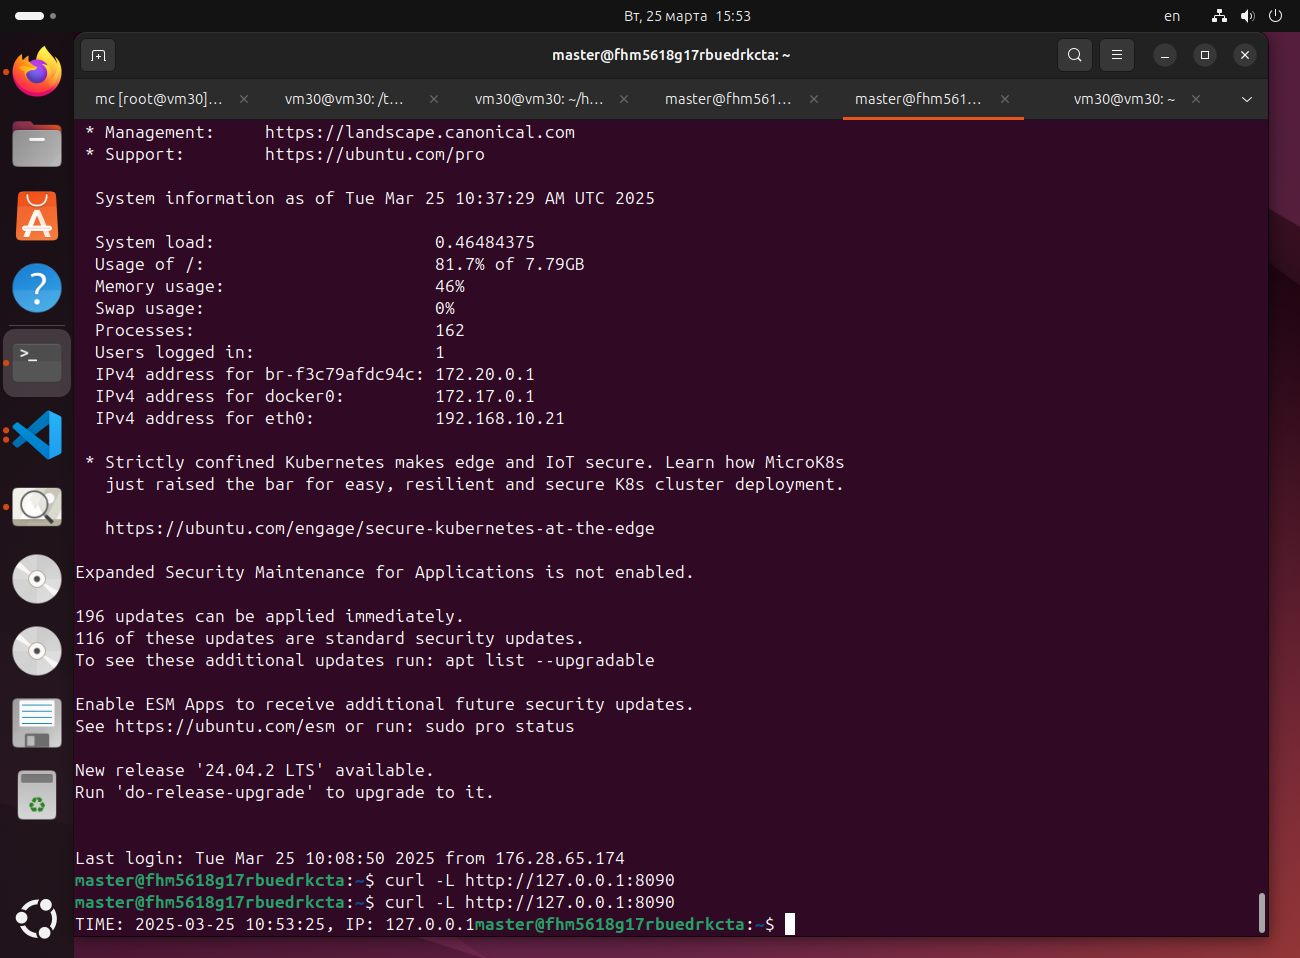 Вт, 25 марта 15:53
en
master@fhm5618g17rbuedrkcta: ~
mc [root@vm30]... × vm30@vm30: /t... × vm30@vm30: ~/h... × master@fhm561... × master@fhm561... × vm30@vm30: ~ ×
* Management: https://landscape.canonical.com
* Support: https://ubuntu.com/pro
System information as of Tue Mar 25 10:37:29 AM UTC 2025
System load: 0.46484375
Usage of /: 81.7% of 7.79GB
Memory usage: 46%
Swap usage: 0%
Processes: 162
Users logged in: 1
IPv4 address for br-f3c79afdc94c: 172.20.0.1
IPv4 address for docker0: 172.17.0.1
IPv4 address for eth0: 192.168.10.21
* Strictly confined Kubernetes makes edge and IoT secure. Learn how MicroK8s
just raised the bar for easy, resilient and secure K8s cluster deployment.
https://ubuntu.com/engage/secure-kubernetes-at-the-edge
Expanded Security Maintenance for Applications is not enabled.
196 updates can be applied immediately.
116 of these updates are standard security updates.
To see these additional updates run: apt list --upgradable
Enable ESM Apps to receive additional future security updates.
See https://ubuntu.com/esm or run: sudo pro status
New release '24.04.2 LTS' available.
Run 'do-release-upgrade' to upgrade to it.
Last login: Tue Mar 25 10:08:50 2025 from 176.28.65.174
master@fhm5618g17rbuedrkcta:~$ curl -L http://127.0.0.1:8090
master@fhm5618g17rbuedrkcta:~$ curl -L http://127.0.0.1:8090
TIME: 2025-03-25 10:53:25, IP: 127.0.0.1master@fhm5618g17rbuedrkcta:~$